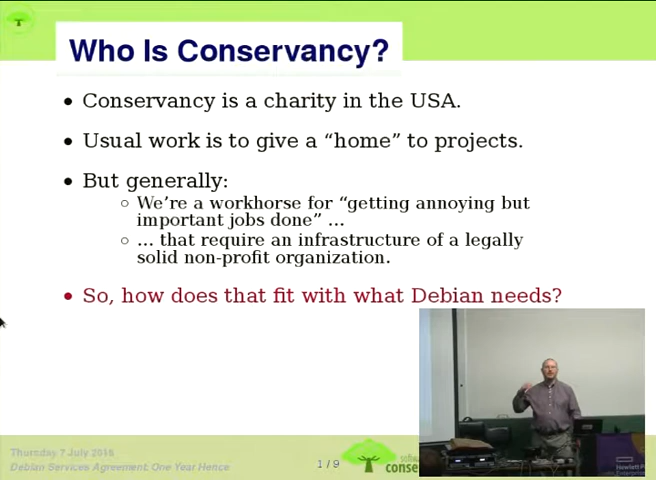 Who Is Conservancy?
• Conservancy is a charity in the USA.
• Usual work is to give a “home” to projects.
• But generally:
◦ We’re a workhorse for “getting annoying but
important jobs done” …
◦ … that require an infrastructure of a legally
solid non-profit organization.
• So, how does that fit with what Debian needs?
Thursday 7 July 2016
Debian Services Agreement: One Year Hence
1 / 9